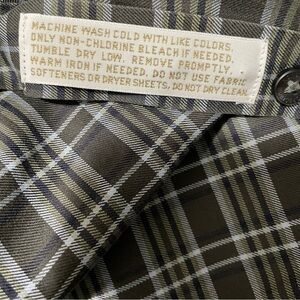 MACHINE WASH COLD WITH LIKE COLORS.
ONLY NON-CHLORINE BLEACH IF NEEDED.
TUMBLE DRY LOW. REMOVE PROMPTLY.
WARM IRON IF NEEDED. DO NOT USE FABRIC
SOFTENERS OR DRYER SHEETS. DO NOT DRY CLEAN.